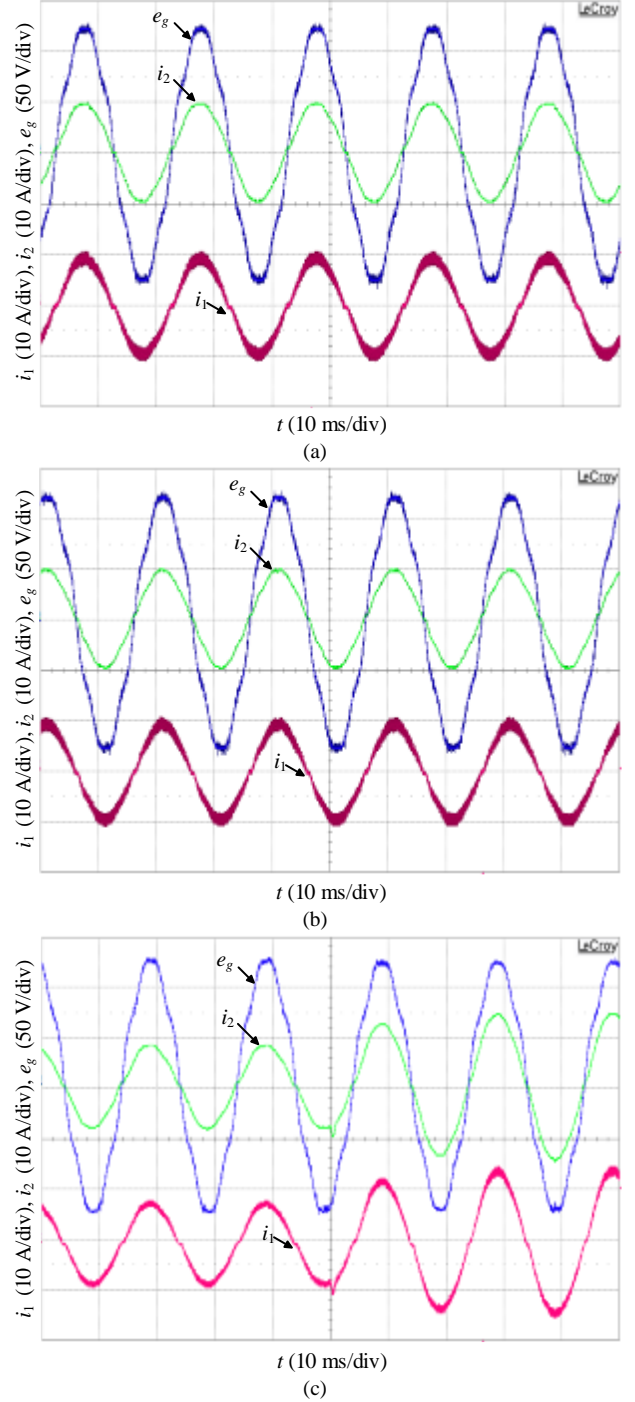 LeCroy
e_g
i_2
i_1
i_1 (10 A/div), i_2 (10 A/div), e_g (50 V/div)
t (10 ms/div)
(a)
LeCroy
e_g
i_2
i_1
i_1 (10 A/div), i_2 (10 A/div), e_g (50 V/div)
t (10 ms/div)
(b)
LeCroy
e_g
i_2
i_1
i_1 (10 A/div), i_2 (10 A/div), e_g (50 V/div)
t (10 ms/div)
(c)